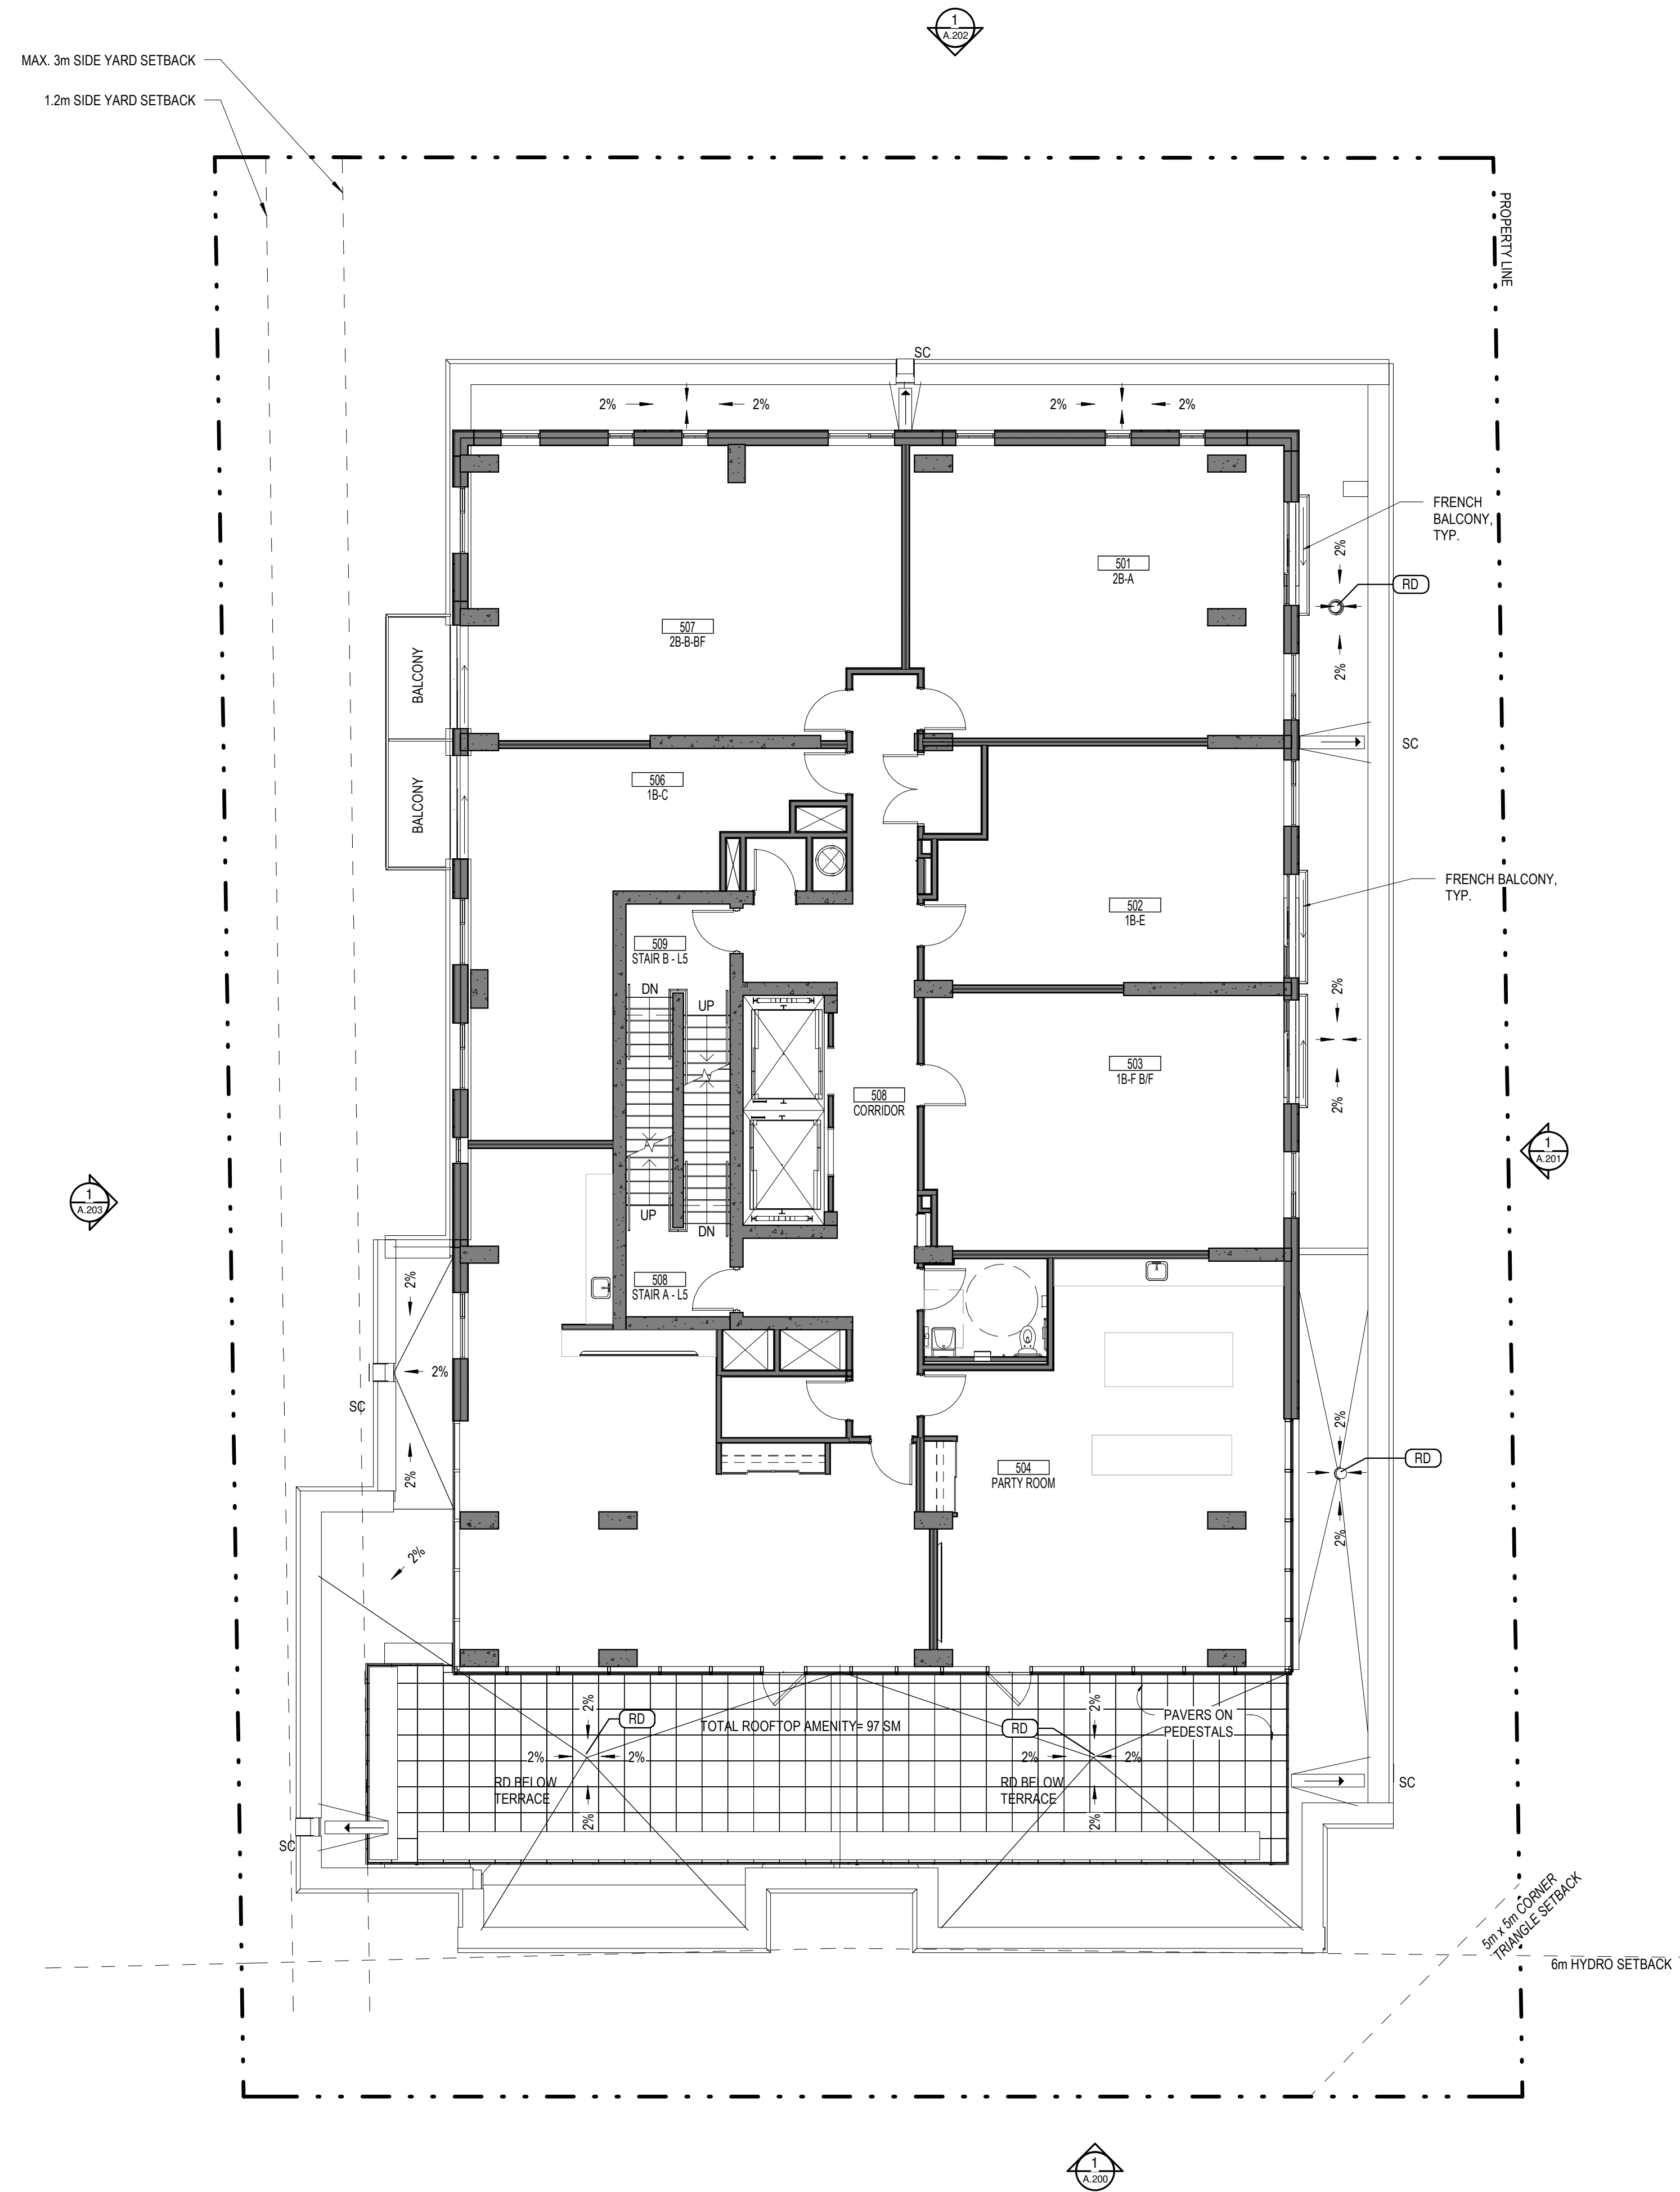 1
A.202
MAX. 3m SIDE YARD SETBACK
1.2m SIDE YARD SETBACK
PROPERTY LINE
SC
2%
2%
2%
2%
FRENCH
BALCONY,
TYP.
2%
501
2B-A
RD
507
2B-B-BF
2%
BALCONY
SC
506
1B-C
BALCONY
FRENCH BALCONY,
TYP.
502
1B-E
509
STAIR B - L5
DN
UP
2%
503
1B-F B/F
508
CORRIDOR
2%
1
A.201
1
A.203
UP
DN
508
STAIR A - L5
2%
2%
SC
2%
RD
504
PARTY ROOM
2%
2%
2%
2%
2%
PAVERS ON
PEDESTALS
RD
TOTAL ROOFTOP AMENITY= 97 SM
RD
2%
2%
2%
2%
RD BELOW
TERRACE
RD BELOW
TERRACE
SC
2%
2%
SC
5m x 5m CORNER
TRIANGLE SETBACK
6m HYDRO SETBACK
1
A.200